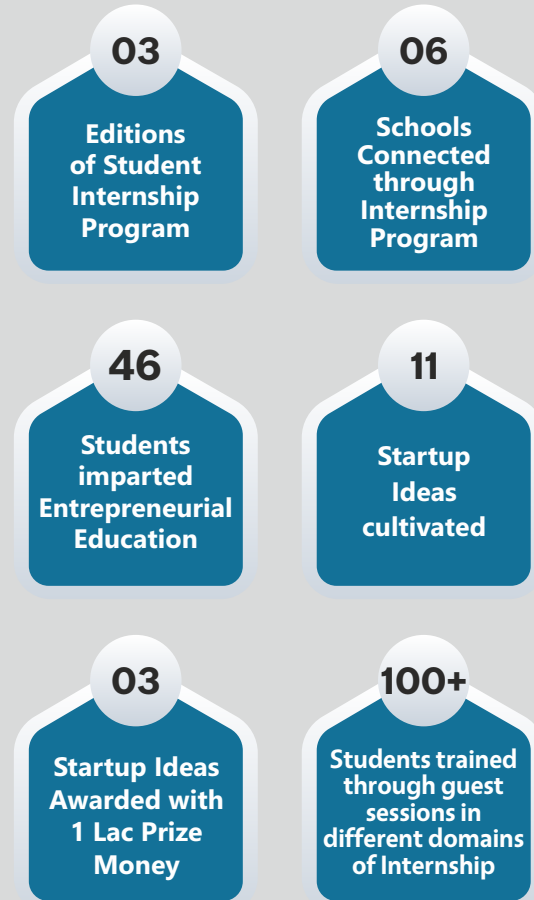 03
Editions
of Student
Internship
Program
06
Schools
Connected
through
Internship
Program
46
Students
imparted
Entrepreneurial
Education
11
Startup
Ideas
cultivated
03
Startup Ideas
Awarded with
1 Lac Prize
Money
100+
Students trained
through guest
sessions in
different domains
of Internship